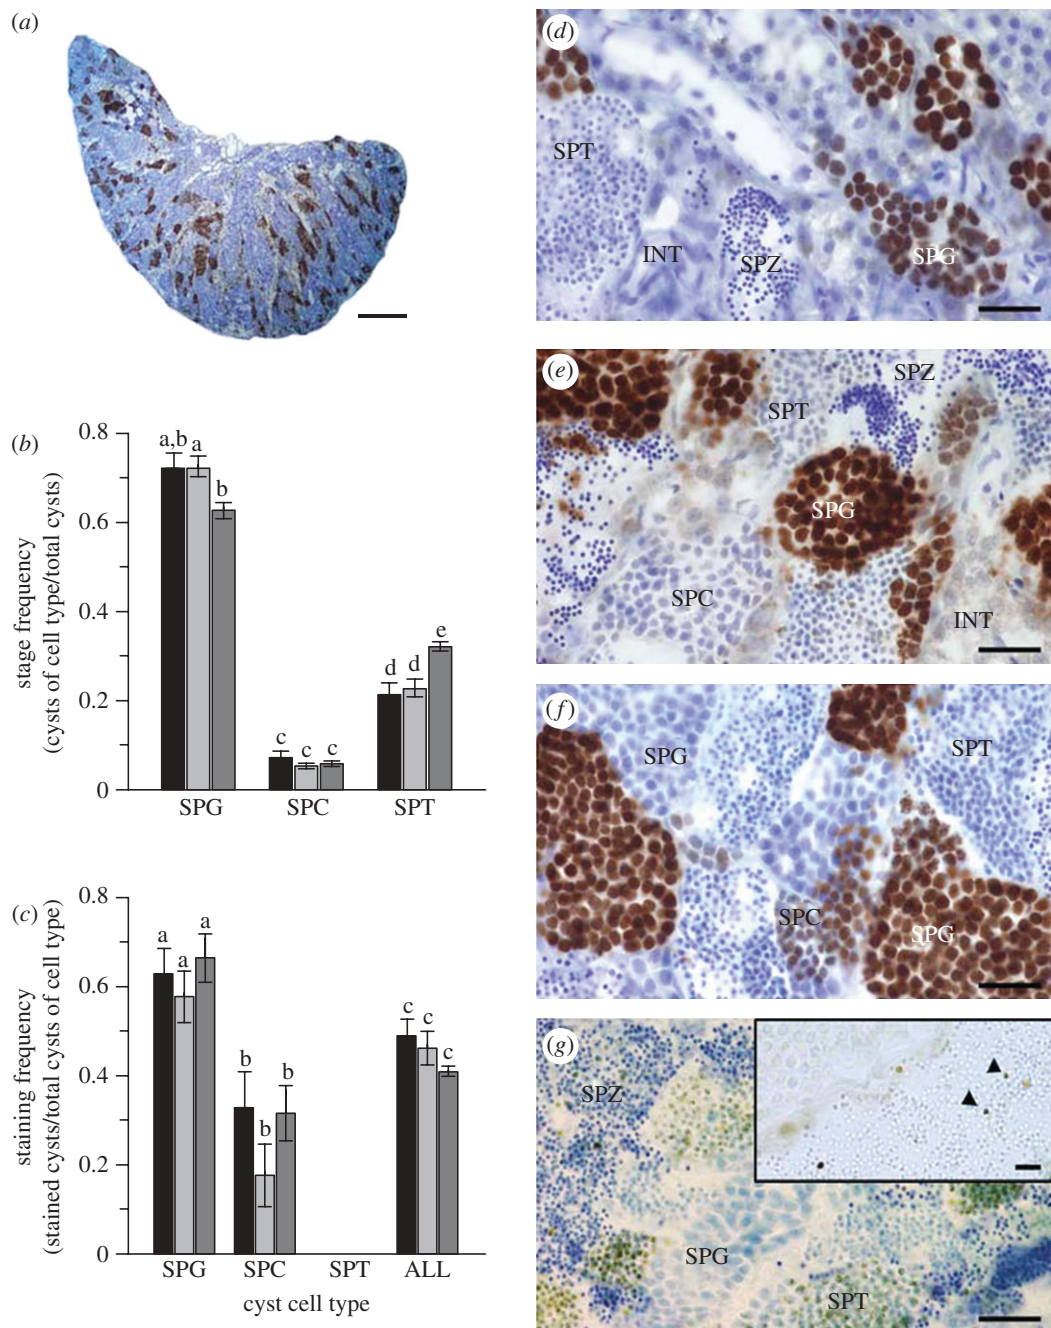 (a)
(b)
stage frequency
(cysts of cell type/total cysts)
0.8
0.6
0.4
0.2
0
a,b a b
c c c
d d e
SPG SPC SPT
(c)
staining frequency
(stained cysts/total cysts of cell type)
0.8
0.6
0.4
0.2
0
a a a
b b b
c c c
SPG SPC SPT ALL
cyst cell type
(d)
SPT
INT
SPZ
SPG
(e)
SPZ
SPT
SPG
SPC
INT
(f)
SPG
SPT
SPC
SPG
(g)
SPZ
SPG
SPT